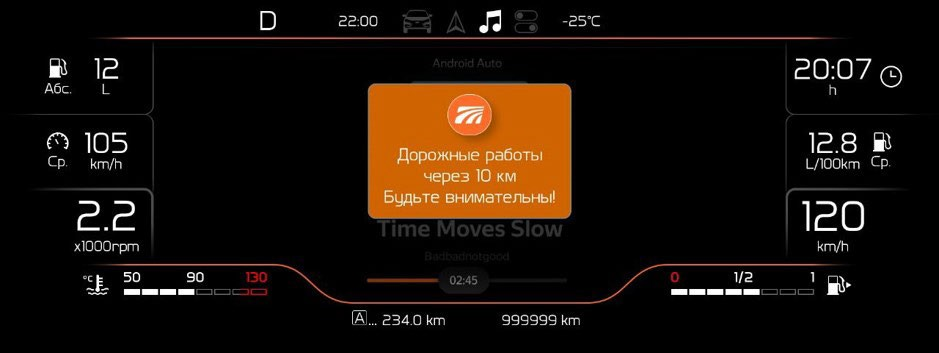 D 22:00 -25°C
Android Auto
12
Абс. L
20:07
h
Дорожные работы
через 10 км
Будьте внимательны!
105
Ср. km/h
12.8
L/100km Ср.
2.2
x1000rpm
Time Moves Slow
Badbadnotgood
120
km/h
°C 50 90 130
02:45
0 1/2 1
A... 234.0 km 999999 km